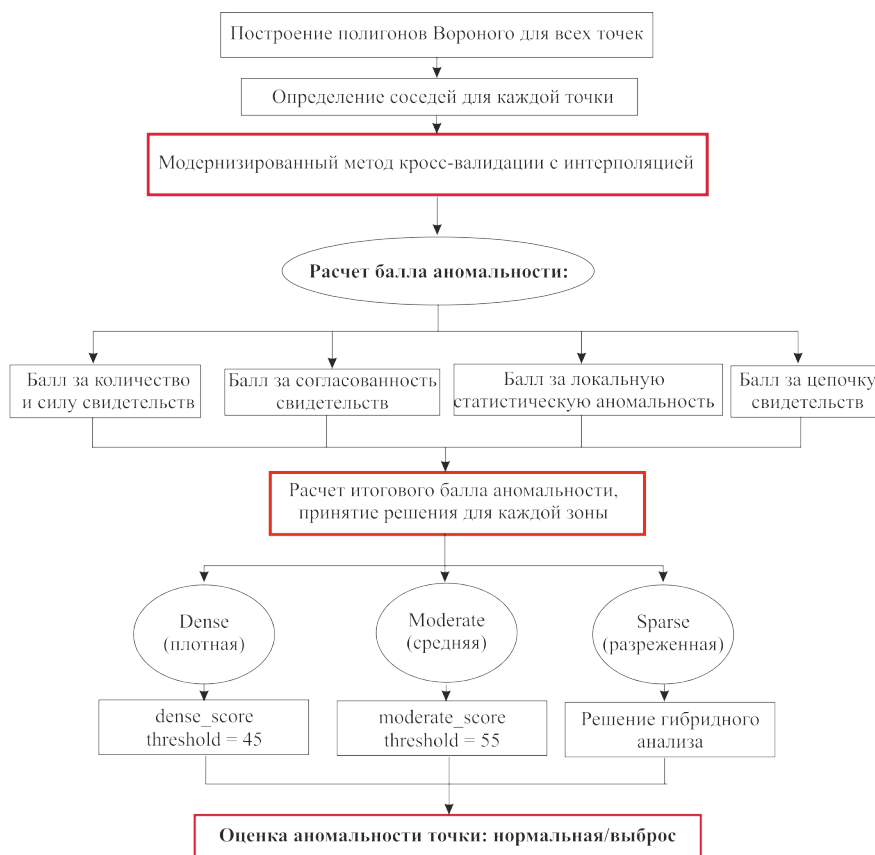 Построение полигонов Вороного для всех точек
Определение соседей для каждой точки
Модернизированный метод кросс-валидации с интерполяцией
Расчет балла аномальности:
Балл за количество
и силу свидетельств
Балл за согласованность
свидетельств
Балл за локальную
статистическую аномальность
Балл за цепочку
свидетельств
Расчет итогового балла аномальности,
принятие решения для каждой зоны
Dense
(плотная)
Moderate
(средняя)
Sparse
(разреженная)
dense_score
threshold = 45
moderate_score
threshold = 55
Решение гибридного
анализа
Оценка аномальности точки: нормальная/выброс